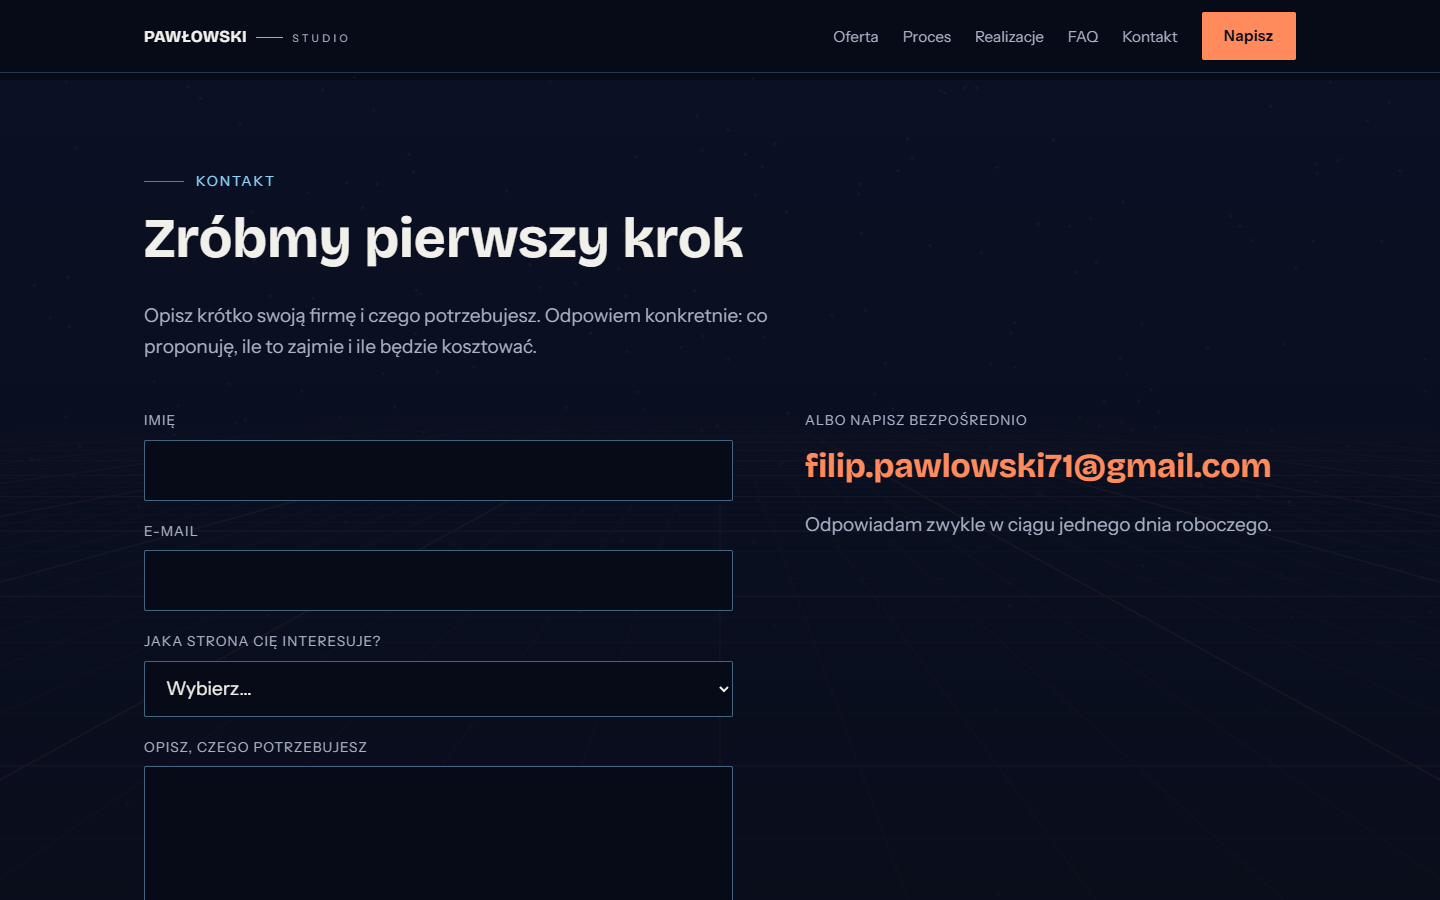 PAWŁOWSKI STUDIO
Oferta Proces Realizacje FAQ Kontakt Napisz
KONTAKT
Zróbmy pierwszy krok
Opisz krótko swoją firmę i czego potrzebujesz. Odpowiem konkretnie: co
proponuję, ile to zajmie i ile będzie kosztować.
IMIĘ
E-MAIL
JAKA STRONA CIĘ INTERESUJE?
Wybierz...
OPISZ, CZEGO POTRZEBUJESZ
ALBO NAPISZ BEZPOŚREDNIO
filip.pawlowski71@gmail.com
Odpowiadam zwykle w ciągu jednego dnia roboczego.